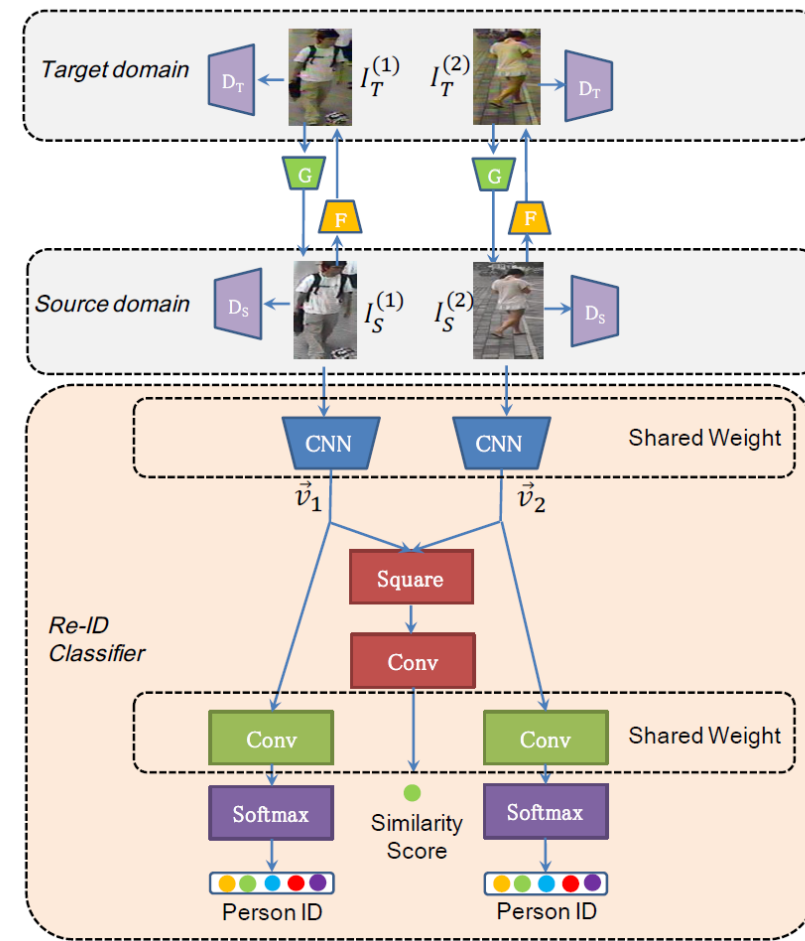 Target domain
D_T
I_T^{(1)}
I_T^{(2)}
D_T
G
F
G
F
Source domain
D_S
I_S^{(1)}
I_S^{(2)}
D_S
CNN
CNN
Shared Weight
\vec{v}_1
\vec{v}_2
Square
Re-ID
Classifier
Conv
Conv
Conv
Shared Weight
Softmax
Similarity
Score
Softmax
Person ID
Person ID